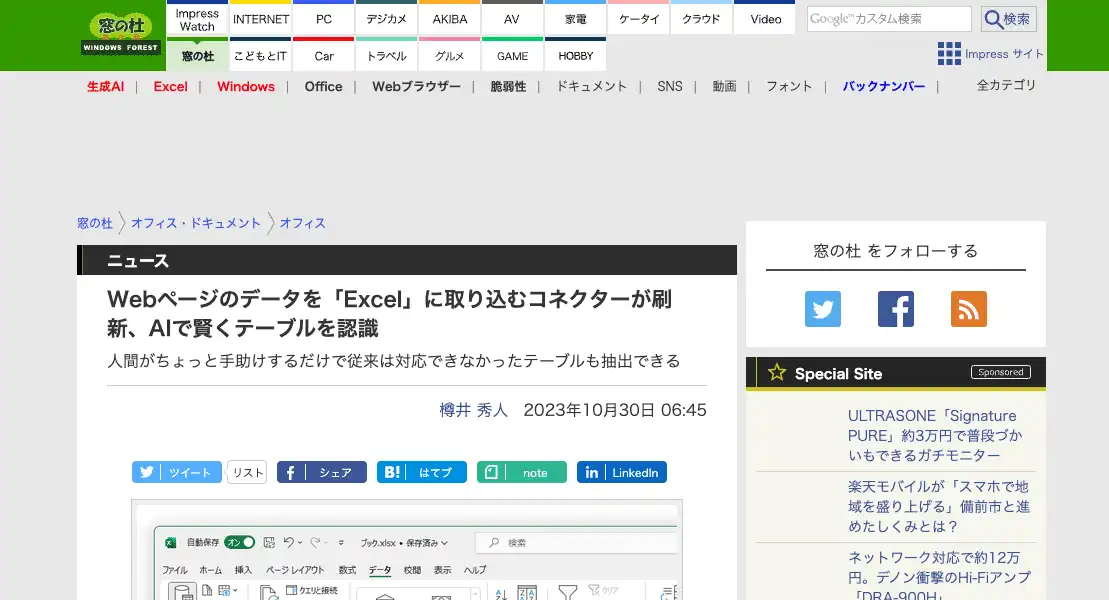 窓の杜
WINDOWS FOREST
Impress Watch
INTERNET
PC
デジカメ
AKIBA
AV
家電
ケータイ
クラウド
Video
Google カスタム検索
検索
窓の杜
こどもとIT
Car
トラベル
グルメ
GAME
HOBBY
Impress サイト
生成AI | Excel | Windows | Office | Webブラウザー | 脆弱性 | ドキュメント | SNS | 動画 | フォント | バックナンバー | 全カテゴリ
窓の杜 〉オフィス・ドキュメント 〉オフィス
ニュース
Webページのデータを「Excel」に取り込むコネクターが刷
新、AIで賢くテーブルを認識
人間がちょっと手助けするだけで従来は対応できなかったテーブルも抽出できる
樽井 秀人 2023年10月30日 06:45
ツイート
リスト
シェア
B! はてブ
note
in LinkedIn
自動保存 オン
ブック.xlsx • 保存済み
検索
ファイル ホーム 挿入 ページ レイアウト 数式 データ 校閲 表示 ヘルプ
クエリと接続
クリア
窓の杜 をフォローする
Special Site
Sponsored
ULTRASONE「Signature
PURE」約3万円で普段づか
いもできるガチモニター
楽天モバイルが「スマホで地
域を盛り上げる」備前市と進
めたしくみとは？
ネットワーク対応で約12万
円。デノン衝撃のHi-Fiアンプ
「DRA-900H」